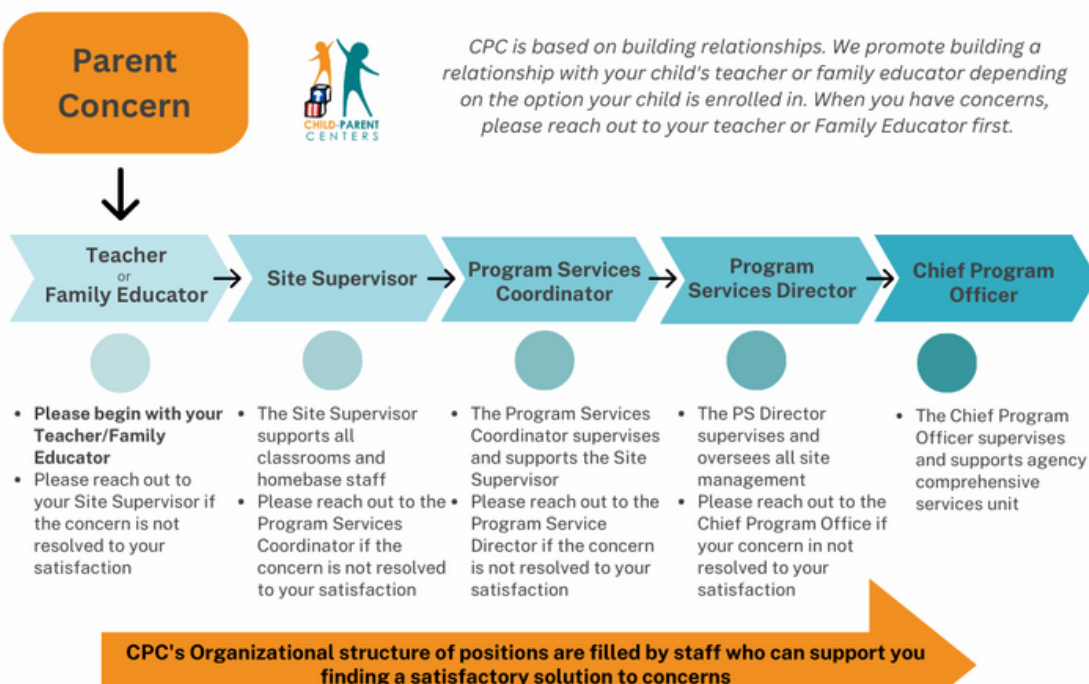 Parent
Concern
CHILD-PARENT
CENTERS
CPC is based on building relationships. We promote building a
relationship with your child's teacher or family educator depending
on the option your child is enrolled in. When you have concerns,
please reach out to your teacher or Family Educator first.
Teacher
or
Family Educator
Site Supervisor
Program Services
Coordinator
Program
Services Director
Chief Program
Officer
• Please begin with your
Teacher/Family
Educator
• Please reach out to
your Site Supervisor if
the concern is not
resolved to your
satisfaction
• The Site Supervisor
supports all
classrooms and
homebase staff
• Please reach out to the
Program Services
Coordinator if the
concern is not resolved
to your satisfaction
• The Program Services
Coordinator supervises
and supports the Site
Supervisor
• Please reach out to the
Program Service
Director if the concern
is not resolved to your
satisfaction
• The PS Director
supervises and
oversees all site
management
• Please reach out to the
Chief Program Office if
your concern in not
resolved to your
satisfaction
• The Chief Program
Officer supervises
and supports agency
comprehensive
services unit
CPC's Organizational structure of positions are filled by staff who can support you
finding a satisfactory solution to concerns